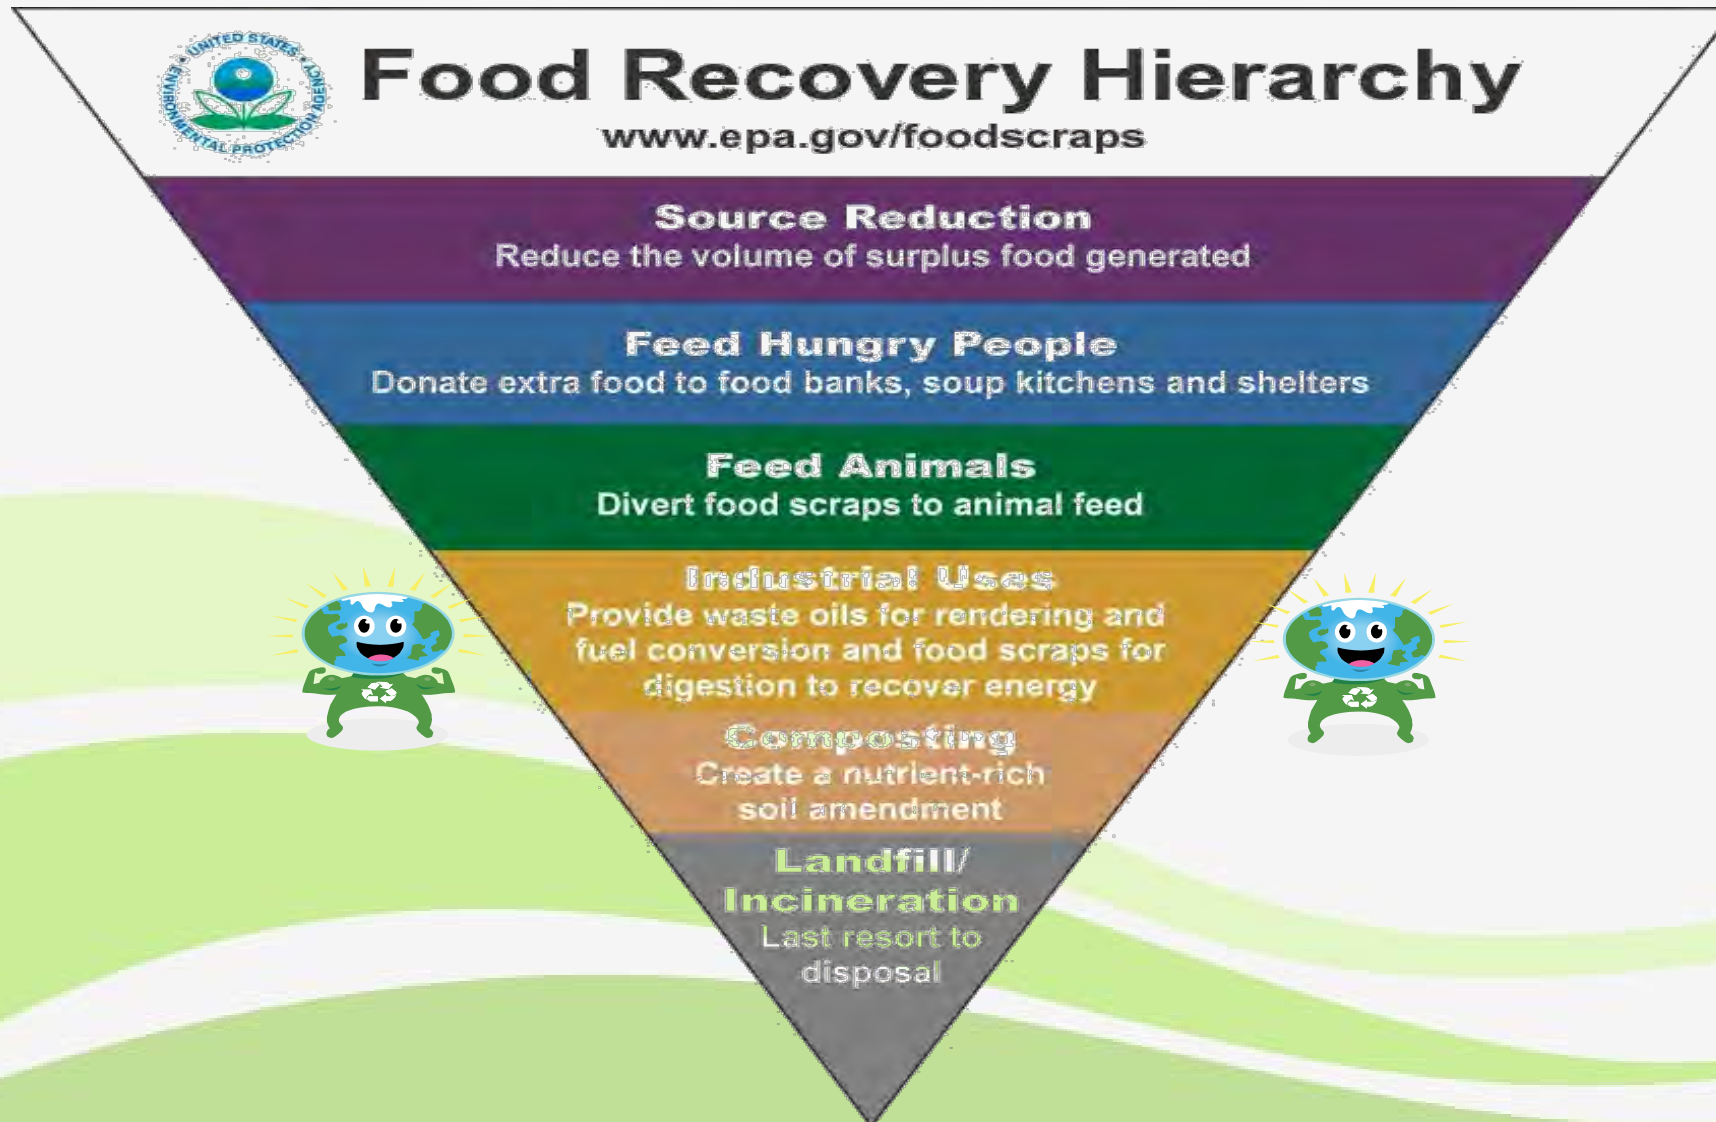 UNITED STATES
ENVIRONMENTAL PROTECTION AGENCY
Food Recovery Hierarchy
www.epa.gov/foodscraps
Source Reduction
Reduce the volume of surplus food generated
Feed Hungry People
Donate extra food to food banks, soup kitchens and shelters
Feed Animals
Divert food scraps to animal feed
Industrial Uses
Provide waste oils for rendering and
fuel conversion and food scraps for
digestion to recover energy
Composting
Create a nutrient-rich
soil amendment
Landfill/
Incineration
Last resort to
disposal